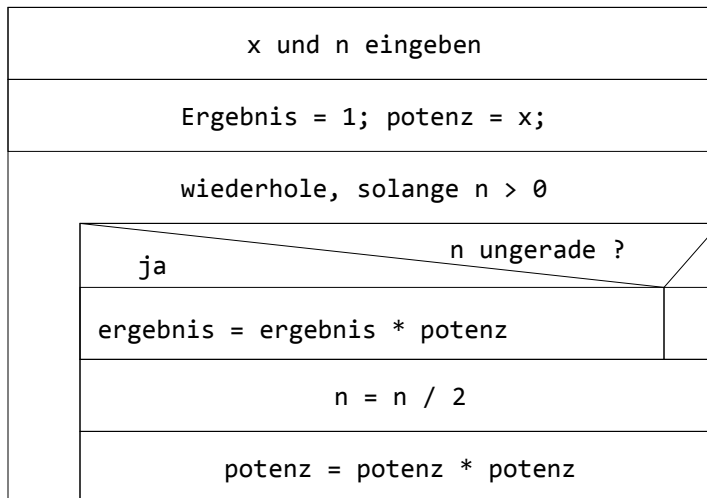 x und n eingeben
Ergebnis = 1; potenz = x;
wiederhole, solange n > 0
n ungerade ?
ja
ergebnis = ergebnis * potenz
n = n / 2
potenz = potenz * potenz